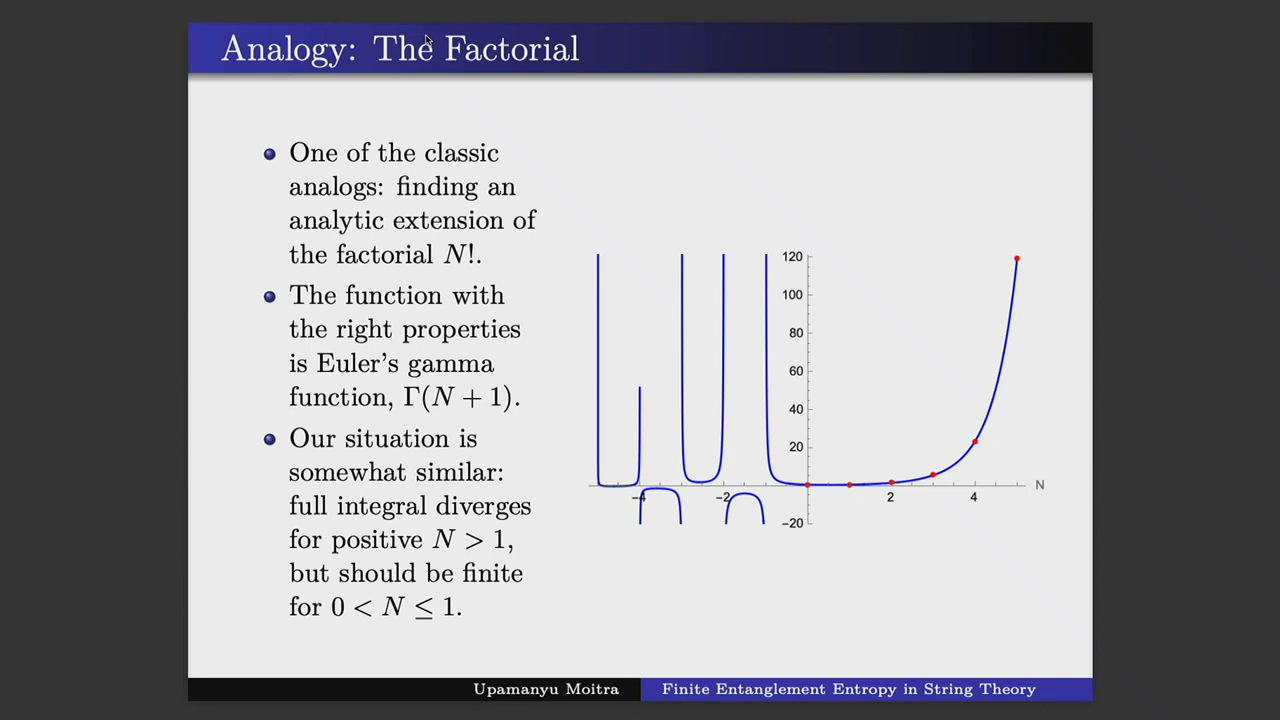 Analogy: The Factorial
One of the classic
analogs: finding an
analytic extension of
the factorial N!.
The function with
the right properties
is Euler's gamma
function, Γ(N + 1).
Our situation is
somewhat similar:
full integral diverges
for positive N > 1,
but should be finite
for 0 < N ≤ 1.
120
100
80
60
40
20
-20
-4
-2
2
4
N
Upamanyu Moitra
Finite Entanglement Entropy in String Theory